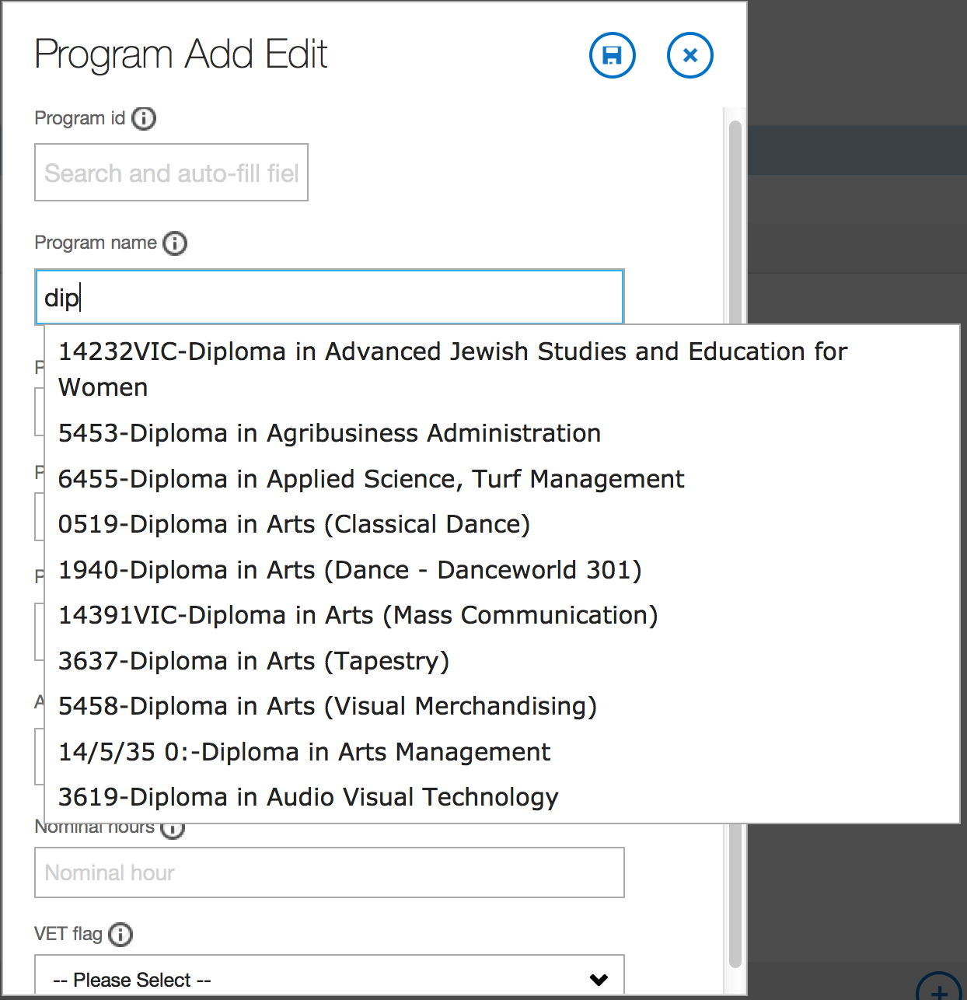 Program Add Edit
Program id
Search and auto-fill fiel
Program name
dip
14232VIC-Diploma in Advanced Jewish Studies and Education for
Women
5453-Diploma in Agribusiness Administration
6455-Diploma in Applied Science, Turf Management
0519-Diploma in Arts (Classical Dance)
1940-Diploma in Arts (Dance - Danceworld 301)
14391VIC-Diploma in Arts (Mass Communication)
3637-Diploma in Arts (Tapestry)
5458-Diploma in Arts (Visual Merchandising)
14/5/35 0:-Diploma in Arts Management
3619-Diploma in Audio Visual Technology
Nominal hours
Nominal hour
VET flag
-- Please Select --